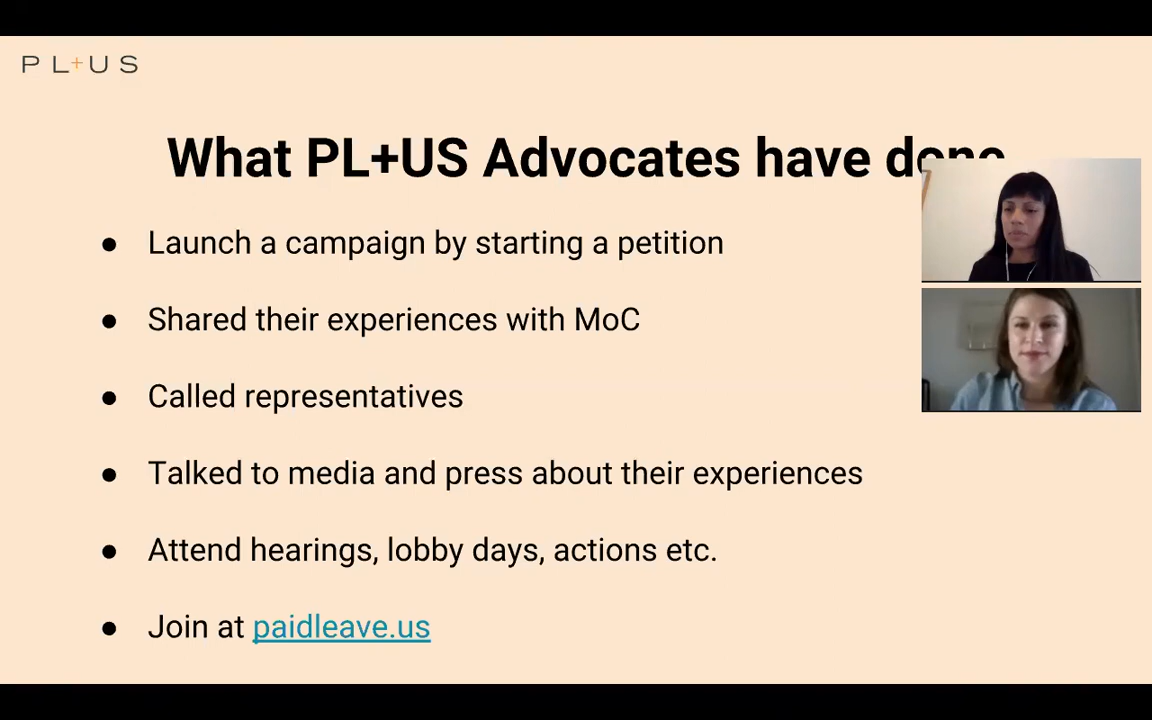 PL+US
What PL+US Advocates have done
● Launch a campaign by starting a petition
● Shared their experiences with MoC
● Called representatives
● Talked to media and press about their experiences
● Attend hearings, lobby days, actions etc.
● Join at paidleave.us